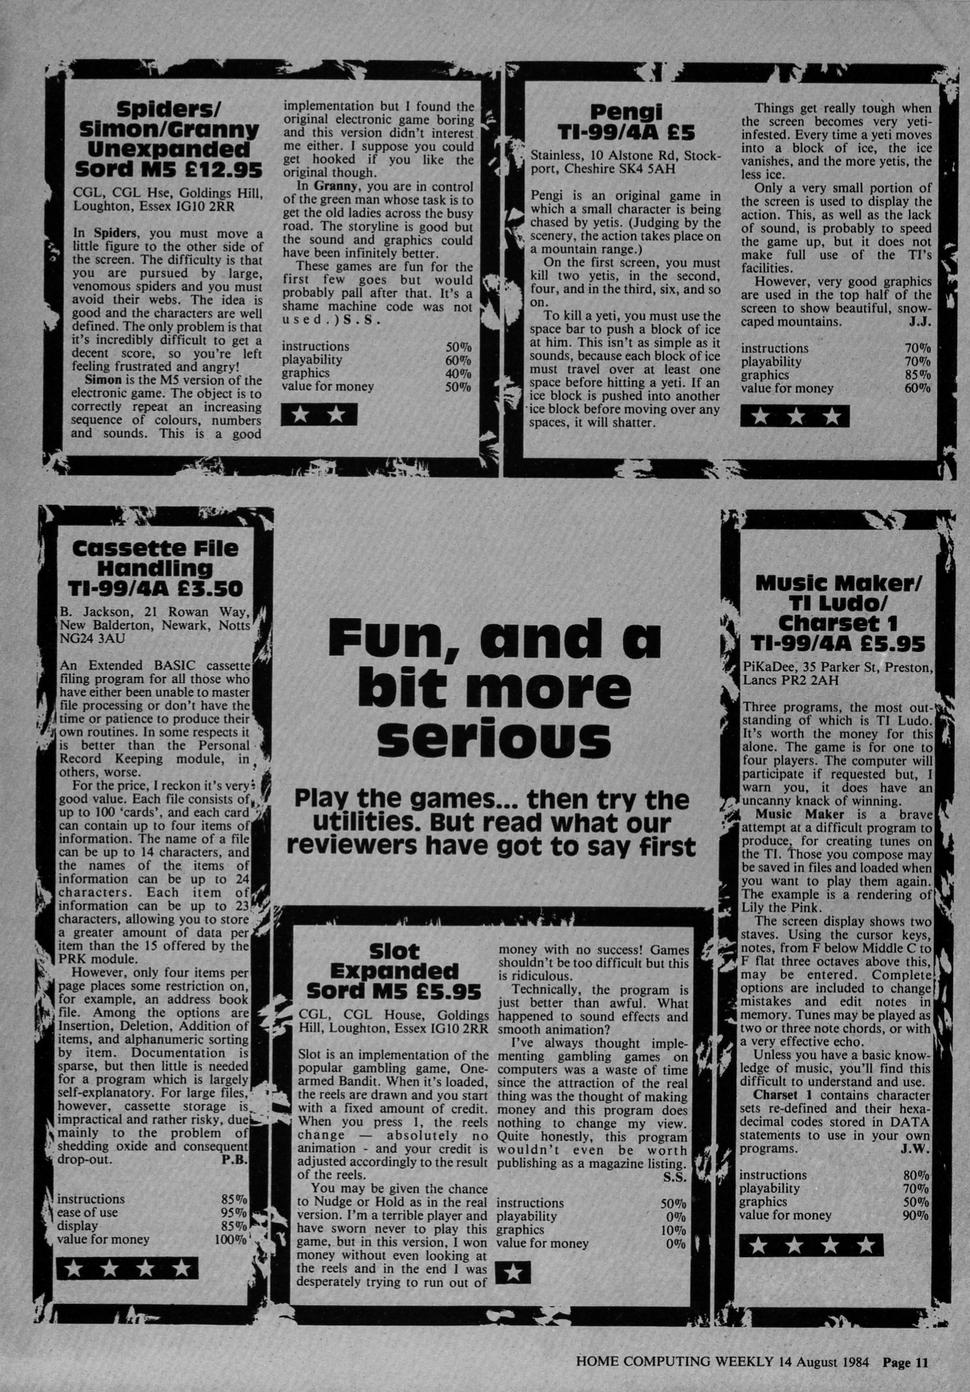 Spiders/
Simon/Granny
Unexpanded
Sord M5 £12.95
CGL, CGL Hse, Goldings Hill,
Loughton, Essex IG10 2RR
In Spiders, you must move a
little figure to the other side of
the screen. The difficulty is that
you are pursued by large,
venomous spiders and you must
avoid their webs. The idea is
good and the characters are well
defined. The only problem is that
it's incredibly difficult to get a
decent score, so you're left
feeling frustrated and angry!
Simon is the M5 version of the
electronic game. The object is to
correctly repeat an increasing
sequence of colours, numbers
and sounds. This is a good
implementation but I found the
original electronic game boring
and this version didn't interest
me either. I suppose you could
get hooked if you like the
original though.
In Granny, you are in control
of the green man whose task is to
get the old ladies across the busy
road. The storyline is good but
the sound and graphics could
have been infinitely better.
These games are fun for the
first few goes but would
probably pall after that. It's a
shame machine code was not
used.) S.S.
instructions 50%
playability 60%
graphics 40%
value for money 50%
Pengi
TI-99/4A £5
Stainless, 10 Alstone Rd, Stock-
port, Cheshire SK4 5AH
Pengi is an original game in
which a small character is being
chased by yetis. (Judging by the
scenery, the action takes place on
a mountain range.)
On the first screen, you must
kill two yetis, in the second,
four, and in the third, six, and so
on.
To kill a yeti, you must use the
space bar to push a block of ice
at him. This isn't as simple as it
sounds, because each block of ice
must travel over at least one
space before hitting a yeti. If an
ice block is pushed into another
ice block before moving over any
spaces, it will shatter.
Things get really tough when
the screen becomes very yeti-
infested. Every time a yeti moves
into a block of ice, the ice
vanishes, and the more yetis, the
less ice.
Only a very small portion of
the screen is used to display the
action. This, as well as the lack
of sound, is probably to speed
the game up, but it does not
make full use of the TI's
facilities.
However, very good graphics
are used in the top half of the
screen to show beautiful, snow-
caped mountains. J.J.
instructions 70%
playability 70%
graphics 85%
value for money 60%
Cassette File
Handling
TI-99/4A £3.50
B. Jackson, 21 Rowan Way,
New Balderton, Newark, Notts
NG24 3AU
An Extended BASIC cassette
filing program for all those who
have either been unable to master
file processing or don't have the
time or patience to produce their
own routines. In some respects it
is better than the Personal
Record Keeping module, in
others, worse.
For the price, I reckon it's very
good value. Each file consists of
up to 100 'cards', and each card
can contain up to four items of
information. The name of a file
can be up to 14 characters, and
the names of the items of
information can be up to 24
characters. Each item of
information can be up to 23
characters, allowing you to store
a greater amount of data per
item than the 15 offered by the
PRK module.
However, only four items per
page places some restriction on,
for example, an address book
file. Among the options are
Insertion, Deletion, Addition of
items, and alphanumeric sorting
by item. Documentation is
sparse, but then little is needed
for a program which is largely
self-explanatory. For large files,
however, cassette storage is
impractical and rather risky, due
mainly to the problem of
shedding oxide and consequent
drop-out. P.B.
instructions 85%
ease of use 95%
display 85%
value for money 100%
Fun, and a
bit more
serious
Play the games... then try the
utilities. But read what our
reviewers have got to say first
Slot
Expanded
Sord M5 £5.95
CGL, CGL House, Goldings
Hill, Loughton, Essex IG10 2RR
Slot is an implementation of the
popular gambling game, One-
armed Bandit. When it's loaded,
the reels are drawn and you start
with a fixed amount of credit.
When you press 1, the reels
change — absolutely no
animation - and your credit is
adjusted accordingly to the result
of the reels.
You may be given the chance
to Nudge or Hold as in the real
version. I'm a terrible player and
have sworn never to play this
game, but in this version, I won
money without even looking at
the reels and in the end I was
desperately trying to run out of
money with no success! Games
shouldn't be too difficult but this
is ridiculous.
Technically, the program is
just better than awful. What
happened to sound effects and
smooth animation?
I've always thought imple-
menting gambling games on
computers was a waste of time
since the attraction of the real
thing was the thought of making
money and this program does
nothing to change my view.
Quite honestly, this program
wouldn't even be worth
publishing as a magazine listing.
S.S.
instructions 50%
playability 0%
graphics 10%
value for money 0%
Music Maker/
TI Ludo/
Charset 1
TI-99/4A £5.95
PiKaDee, 35 Parker St, Preston,
Lancs PR2 2AH
Three programs, the most out-
standing of which is TI Ludo.
It's worth the money for this
alone. The game is for one to
four players. The computer will
participate if requested but, I
warn you, it does have an
uncanny knack of winning.
Music Maker is a brave
attempt at a difficult program to
produce, for creating tunes on
the TI. Those you compose may
be saved in files and loaded when
you want to play them again.
The example is a rendering of
Lily the Pink.
The screen display shows two
staves. Using the cursor keys,
notes, from F below Middle C to
F flat three octaves above this,
may be entered. Complete
options are included to change
mistakes and edit notes in
memory. Tunes may be played as
two or three note chords, or with
a very effective echo.
Unless you have a basic know-
ledge of music, you'll find this
difficult to understand and use.
Charset 1 contains character
sets re-defined and their hexa-
decimal codes stored in DATA
statements to use in your own
programs. J.W.
instructions 80%
playability 70%
graphics 50%
value for money 90%
HOME COMPUTING WEEKLY 14 August 1984 Page 11